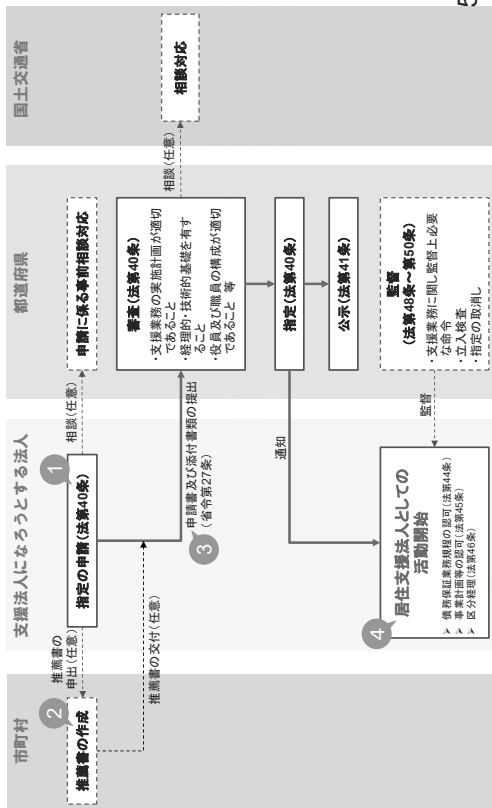 市町村
支援法人になろうとする法人
都道府県
国土交通省
2
推薦書の作成
推薦書の
申出(任意)
推薦書の交付(任意)
1
指定の申請(法第40条)
相談(任意)
申請に係る事前相談対応
3
申請書及び添付書類の提出
(省令第27条)
審査(法第40条)
・支援業務の実施計画が適切
であること
・経理的・技術的基礎を有す
ること
・役員及び職員の構成が適切
であること 等
相談(任意)
相談対応
指定(法第40条)
通知
公示(法第41条)
4
居住支援法人としての
活動開始
➢ 債務保証業務規程の認可(法第44条)
➢ 事業計画等の認可(法第45条)
➢ 区分経理(法第46条)
監督
監督
(法第48条~第50条)
・支援業務に関し監督上必要
な命令
・立入検査
・指定の取消し
5